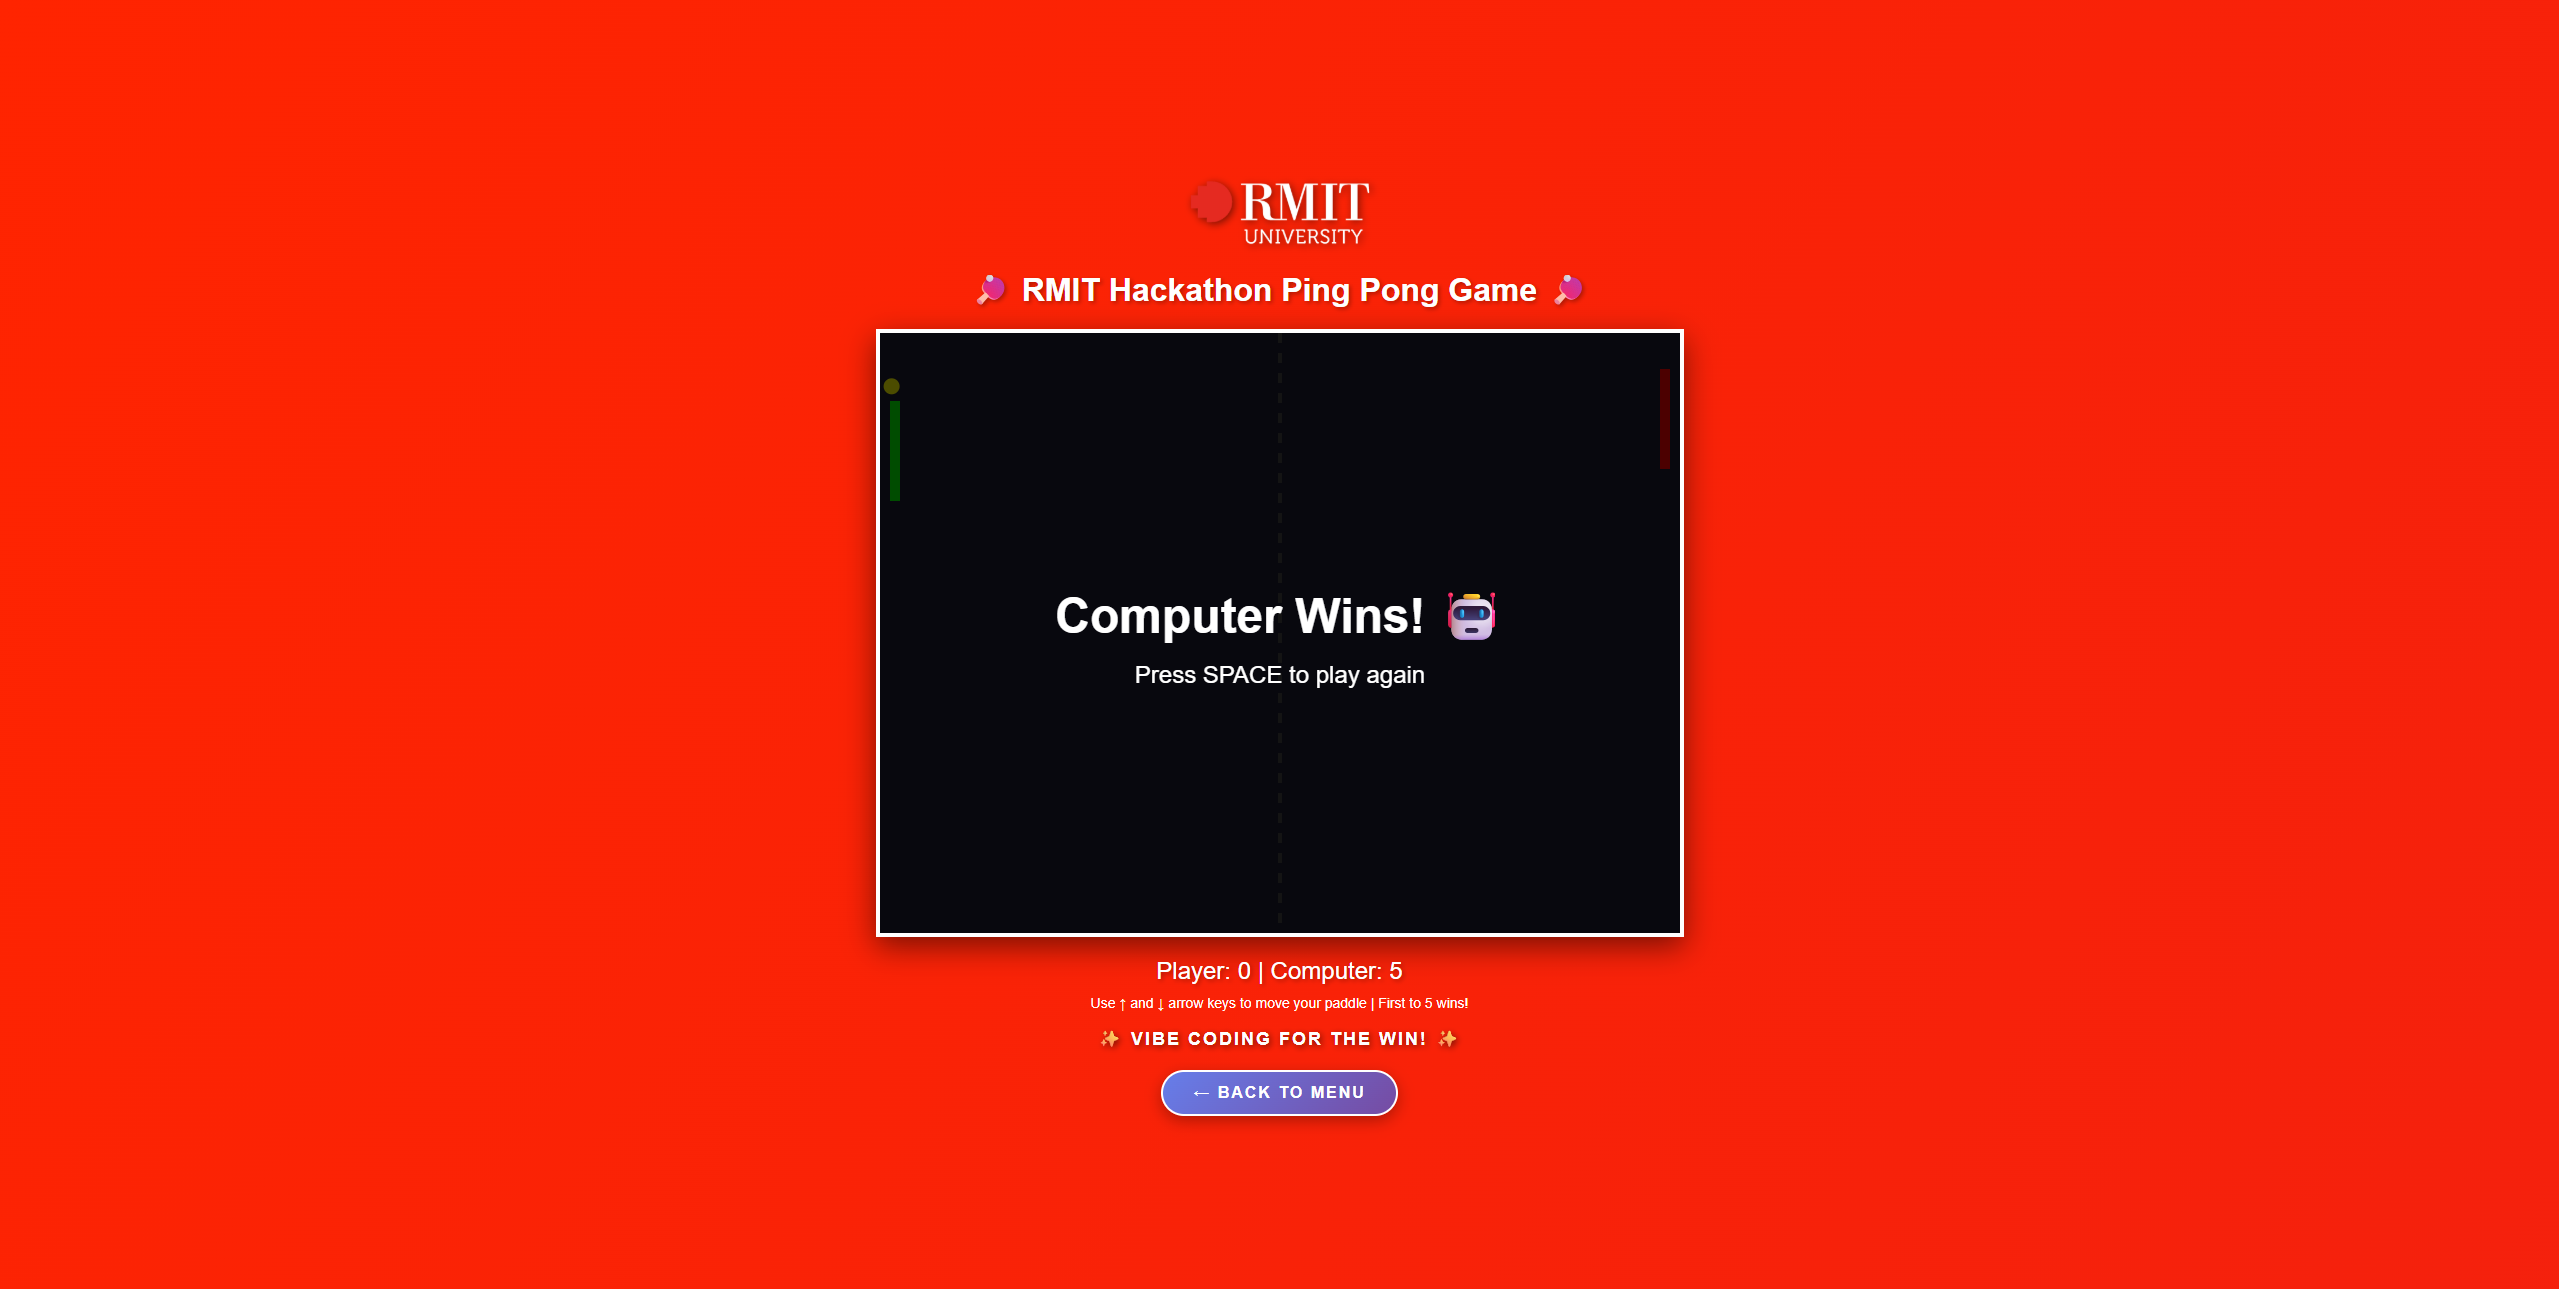 RMIT
UNIVERSITY
🏓 RMIT Hackathon Ping Pong Game 🏓
Computer Wins! 🤖
Press SPACE to play again
Player: 0 | Computer: 5
Use ↑ and ↓ arrow keys to move your paddle | First to 5 wins!
✨ VIBE CODING FOR THE WIN! ✨
← BACK TO MENU